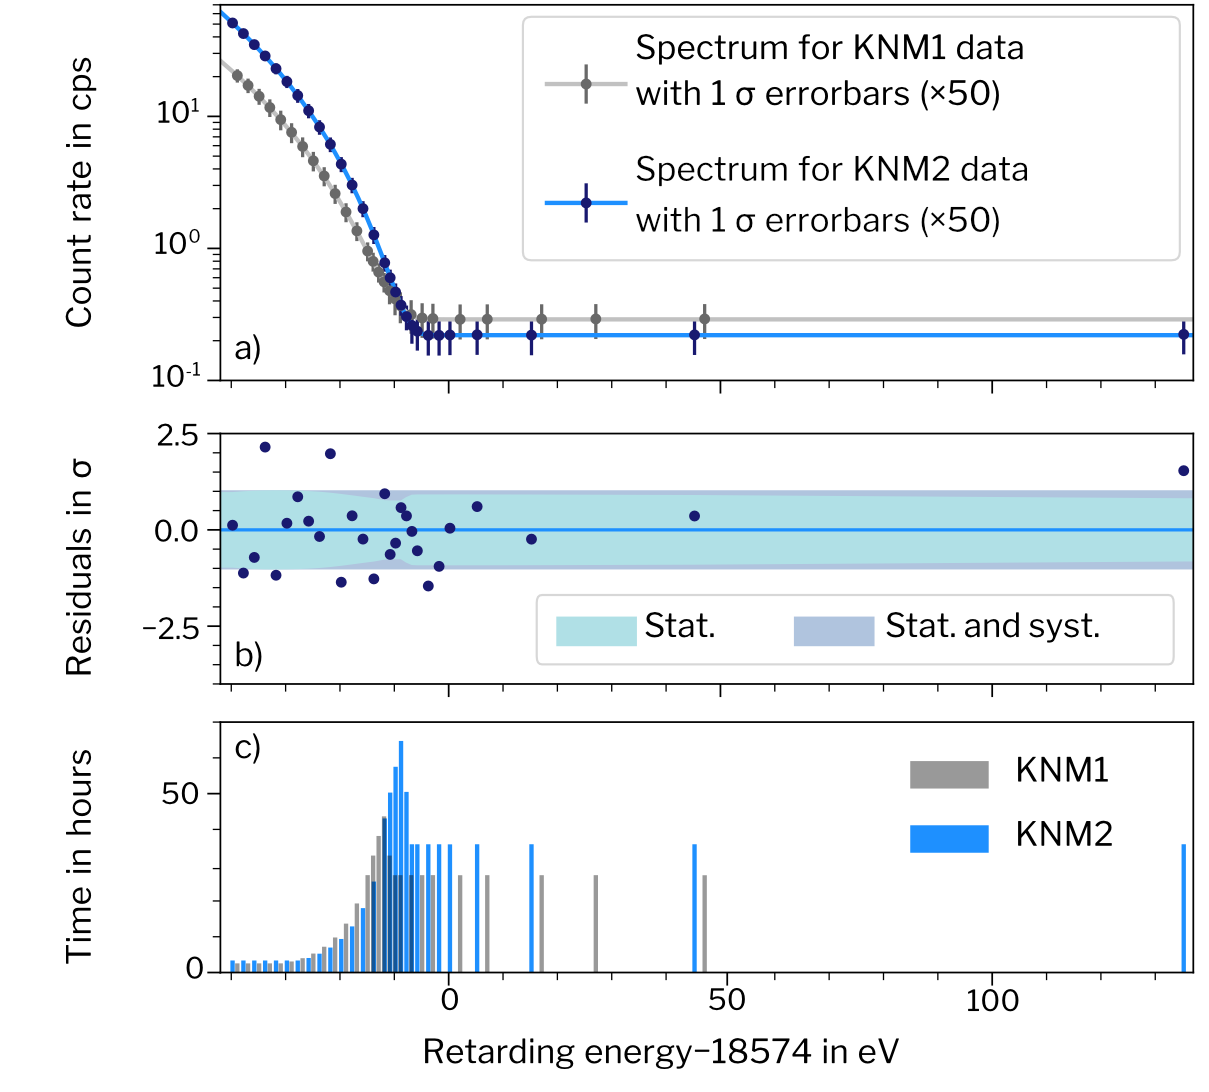 Count rate in cps
10¹
10⁰
10⁻¹
Spectrum for KNM1 data
with 1 σ errorbars (×50)
Spectrum for KNM2 data
with 1 σ errorbars (×50)
a)
Residuals in σ
2.5
0.0
−2.5
Stat.
Stat. and syst.
b)
Time in hours
50
0
c)
KNM1
KNM2
0
50
100
Retarding energy−18574 in eV